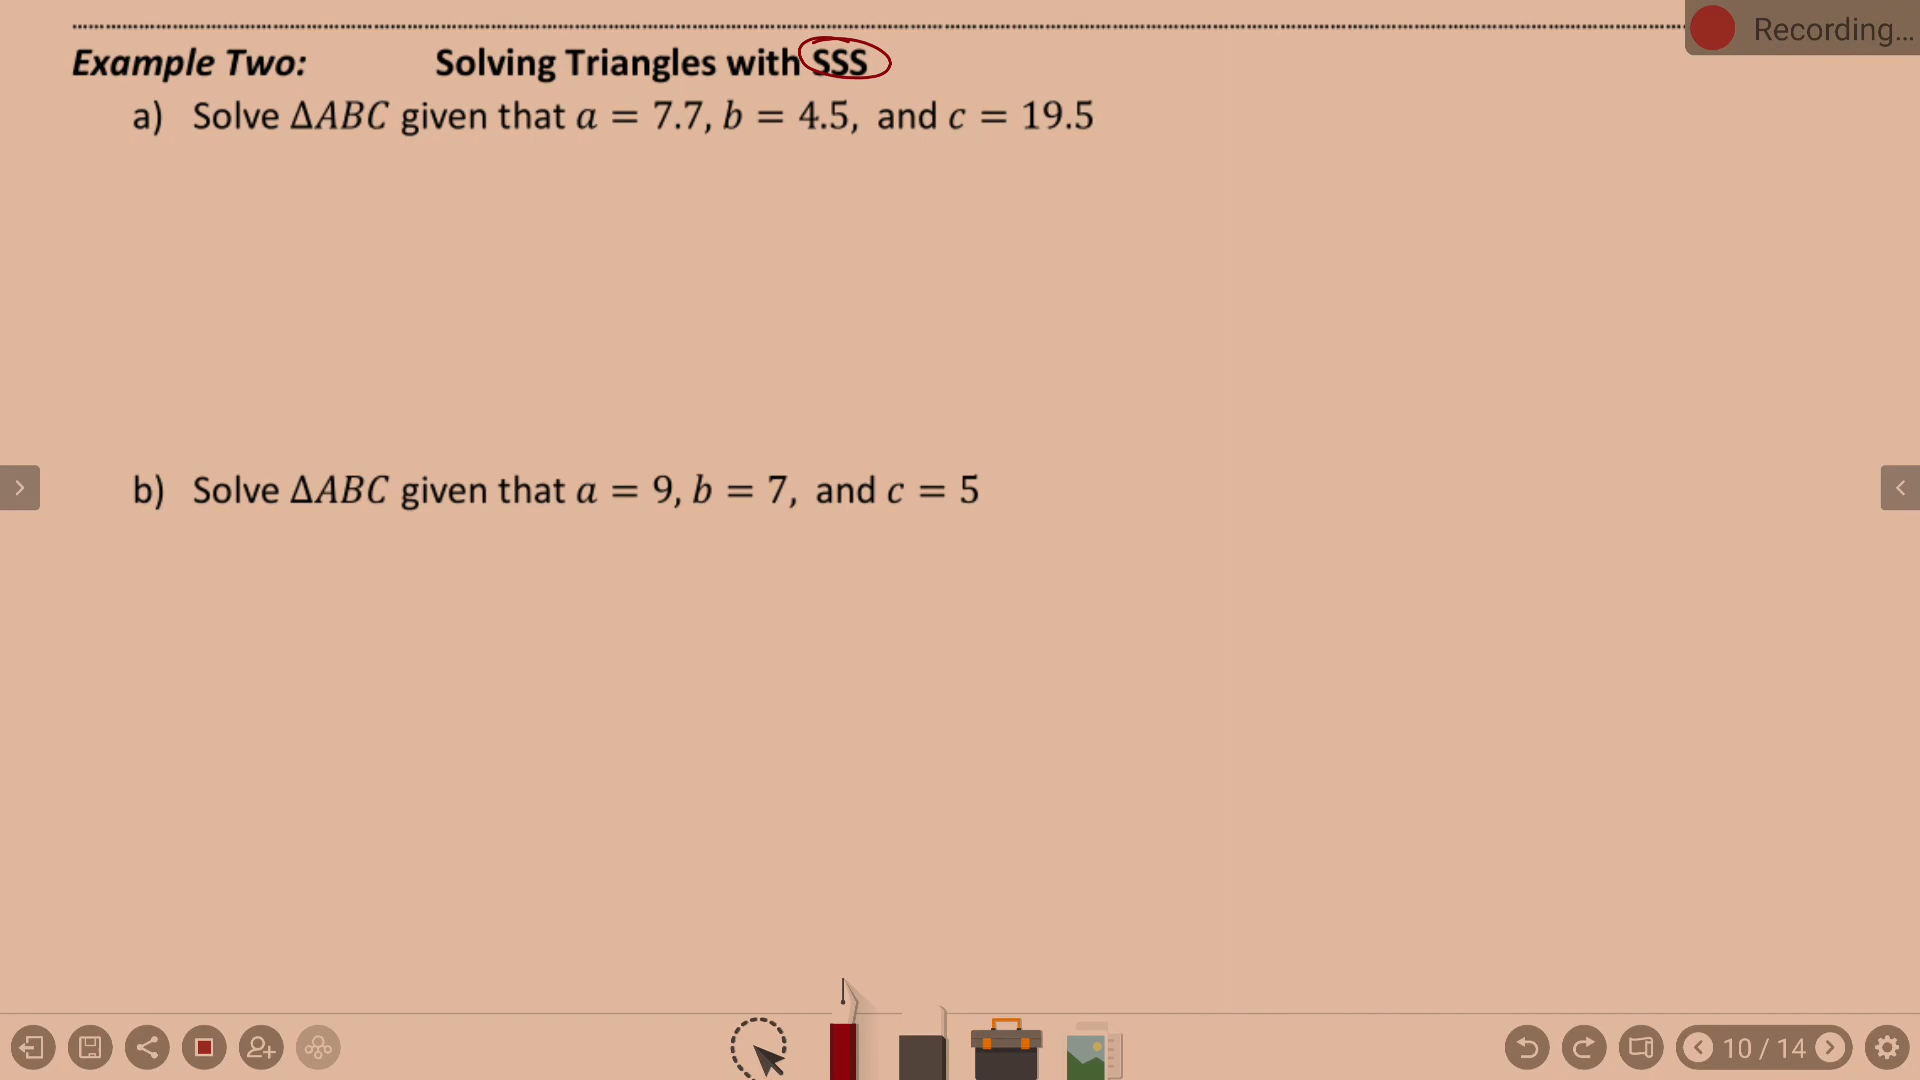 Recording...
Example Two: Solving Triangles with SSS
a) Solve ΔABC given that a = 7.7, b = 4.5, and c = 19.5
b) Solve ΔABC given that a = 9, b = 7, and c = 5
10 / 14